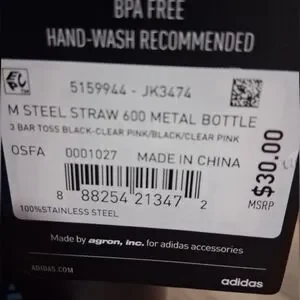 BPA FREE
HAND-WASH RECOMMENDED
5159944 - JK3474
M STEEL STRAW 600 METAL BOTTLE
3 BAR TOSS BLACK-CLEAR PINK/BLACK/CLEAR PINK
OSFA 0001027 MADE IN CHINA
8 88254 21347 2
100%STAINLESS STEEL
$30.00
MSRP
Made by agron, inc. for adidas accessories
ADIDAS.COM
adidas